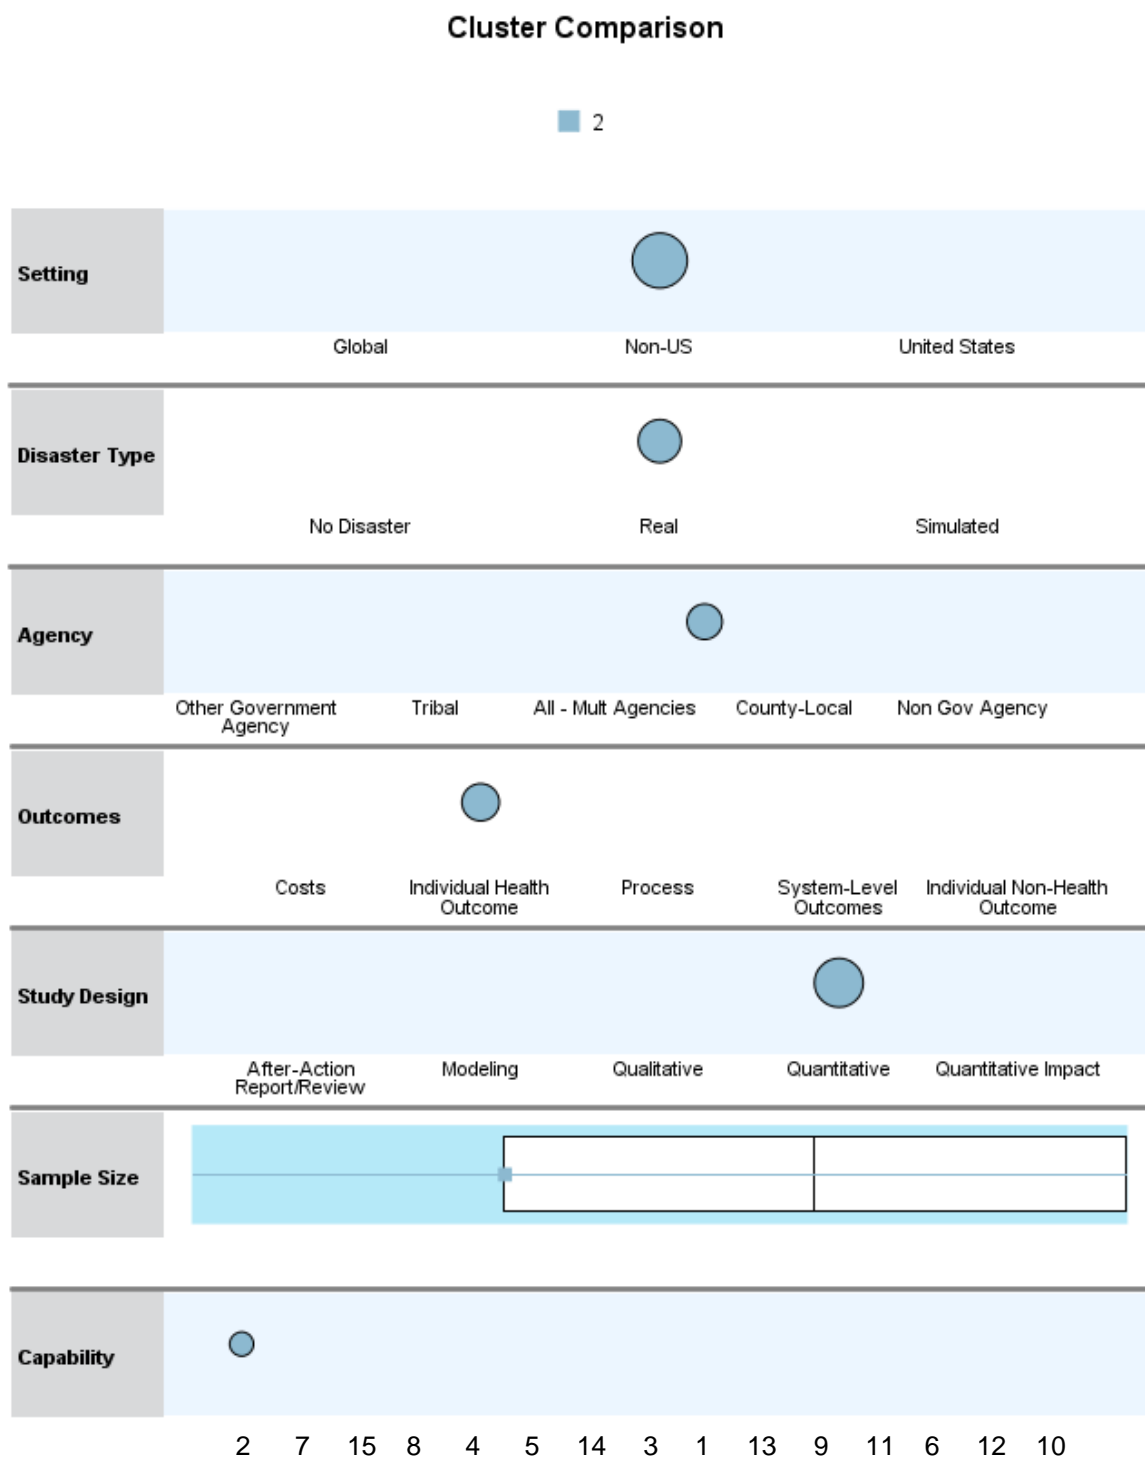 Cluster Comparison
2
Setting
Global Non-US United States
Disaster Type
No Disaster Real Simulated
Agency
Other Government Tribal All - Mult Agencies County-Local Non Gov Agency
Agency
Outcomes
Costs Individual Health Process System-Level Individual Non-Health
Outcome Outcomes Outcome
Study Design
After-Action Modeling Qualitative Quantitative Quantitative Impact
Report/Review
Sample Size
Capability
2 7 15 8 4 5 14 3 1 13 9 11 6 12 10